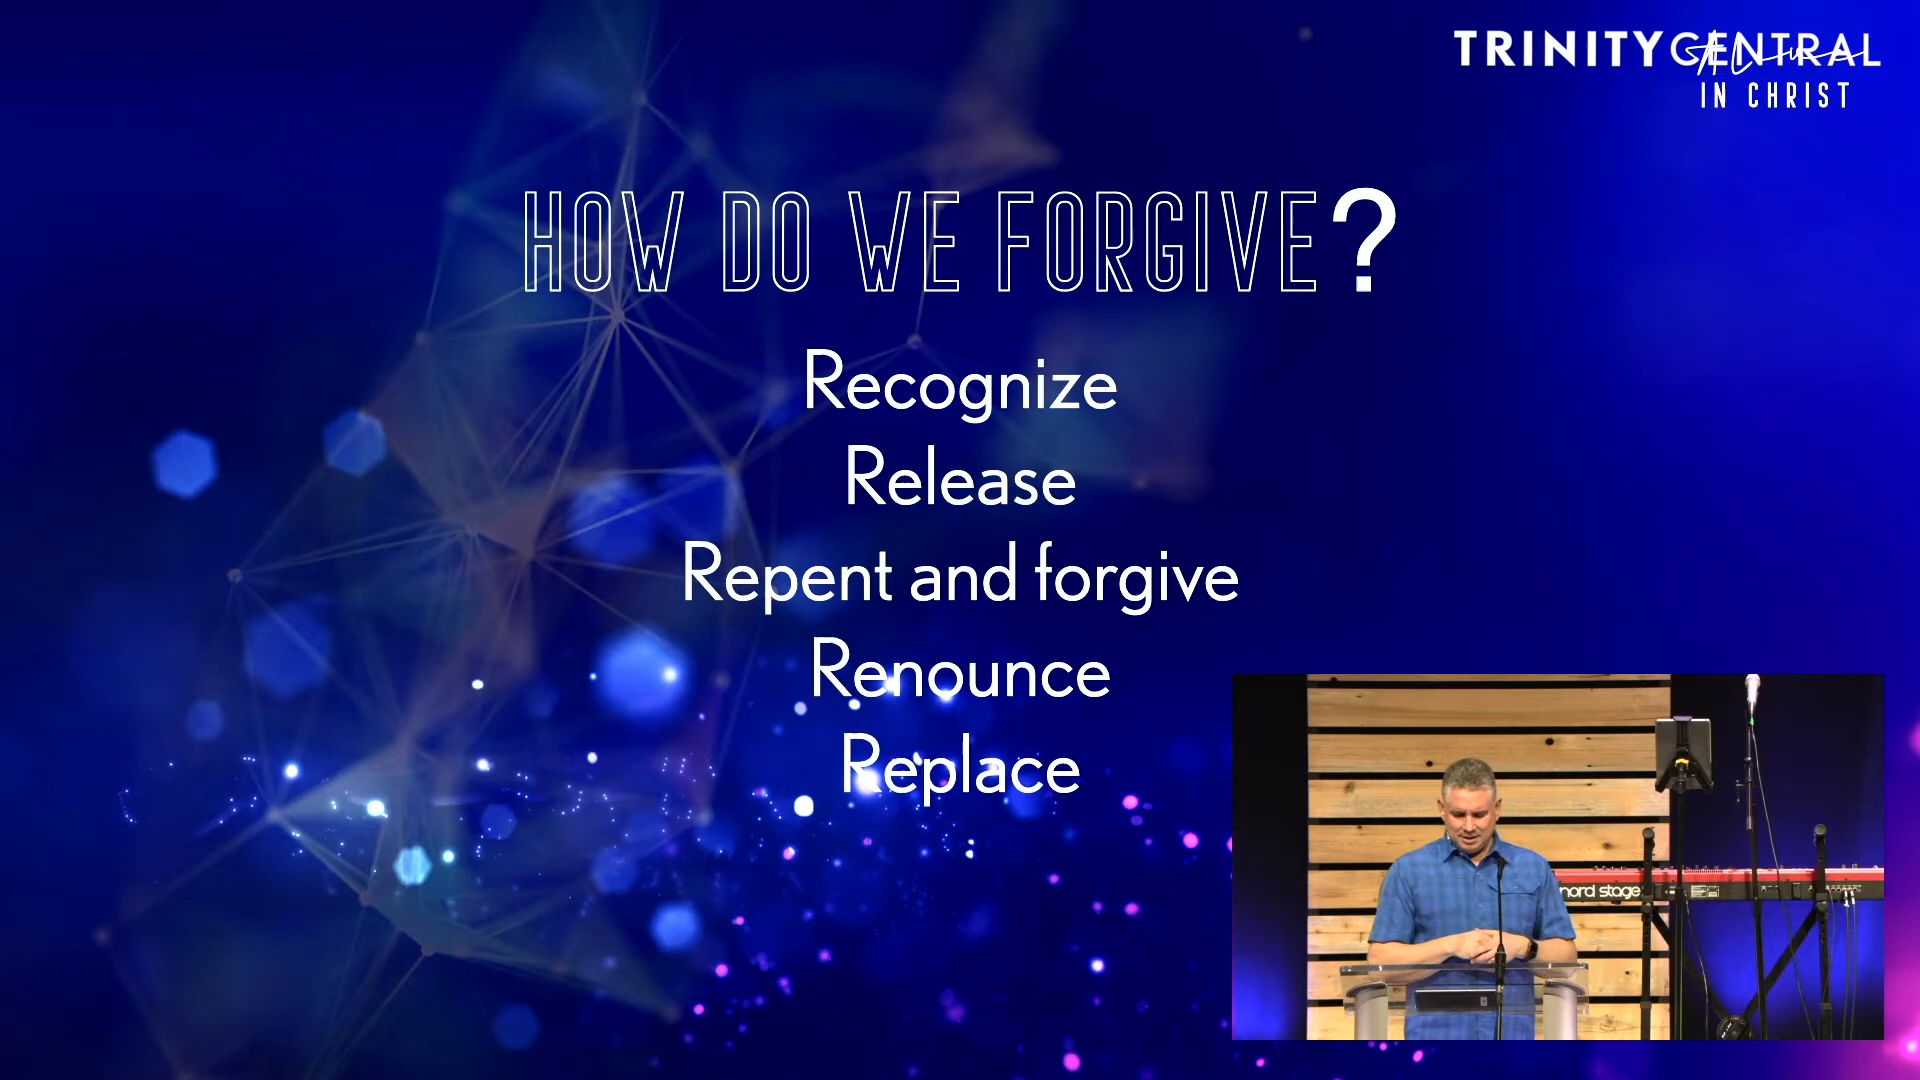 TRINITY CENTRAL
IN CHRIST
HOW DO WE FORGIVE?
Recognize
Release
Repent and forgive
Renounce
Replace
nord stage